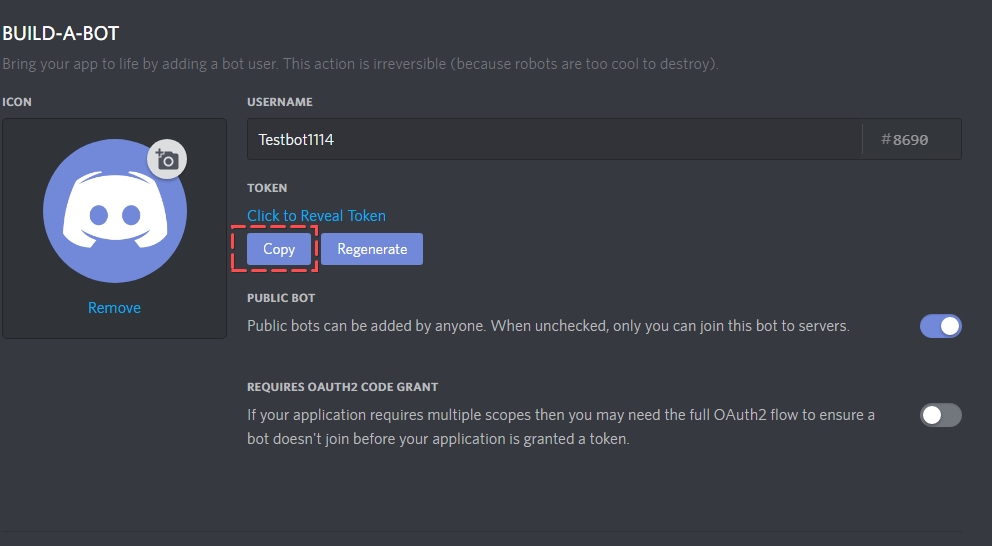 BUILD-A-BOT
Bring your app to life by adding a bot user. This action is irreversible (because robots are too cool to destroy).
ICON
USERNAME
Testbot1114
#8690
TOKEN
Click to Reveal Token
Copy
Regenerate
Remove
PUBLIC BOT
Public bots can be added by anyone. When unchecked, only you can join this bot to servers.
REQUIRES OAUTH2 CODE GRANT
If your application requires multiple scopes then you may need the full OAuth2 flow to ensure a
bot doesn't join before your application is granted a token.